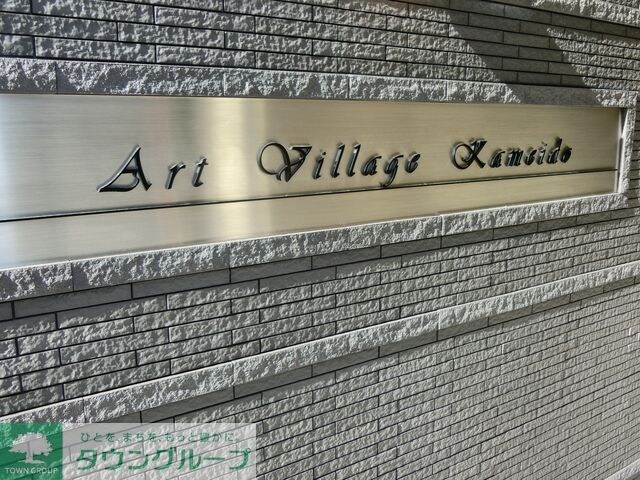 Art Village Kameido
ひとを、まちを、もっと豊かに。
TOWN GROUP
タウングループ